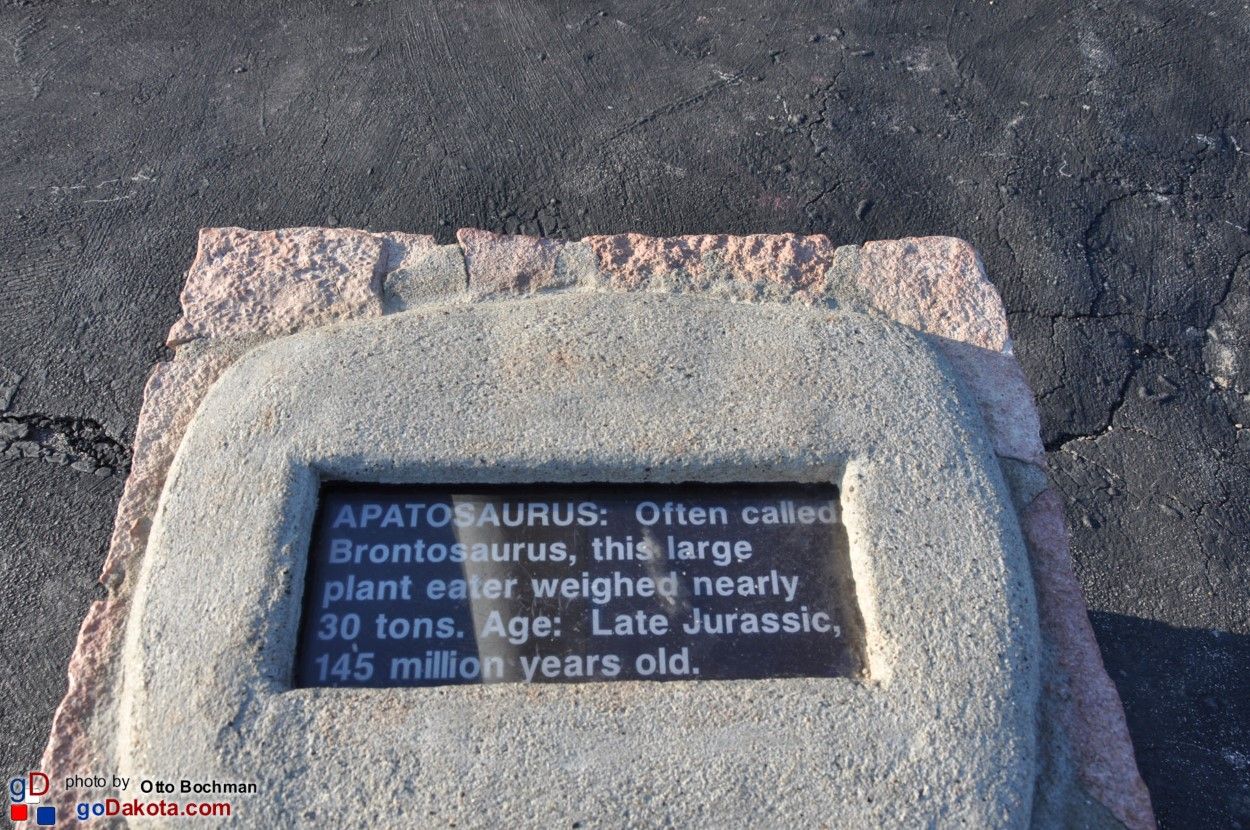 APATOSAURUS: Often called
Brontosaurus, this large
plant eater weighed nearly
30 tons. Age: Late Jurassic,
145 million years old.
gD
photo by Otto Bochman
goDakota.com